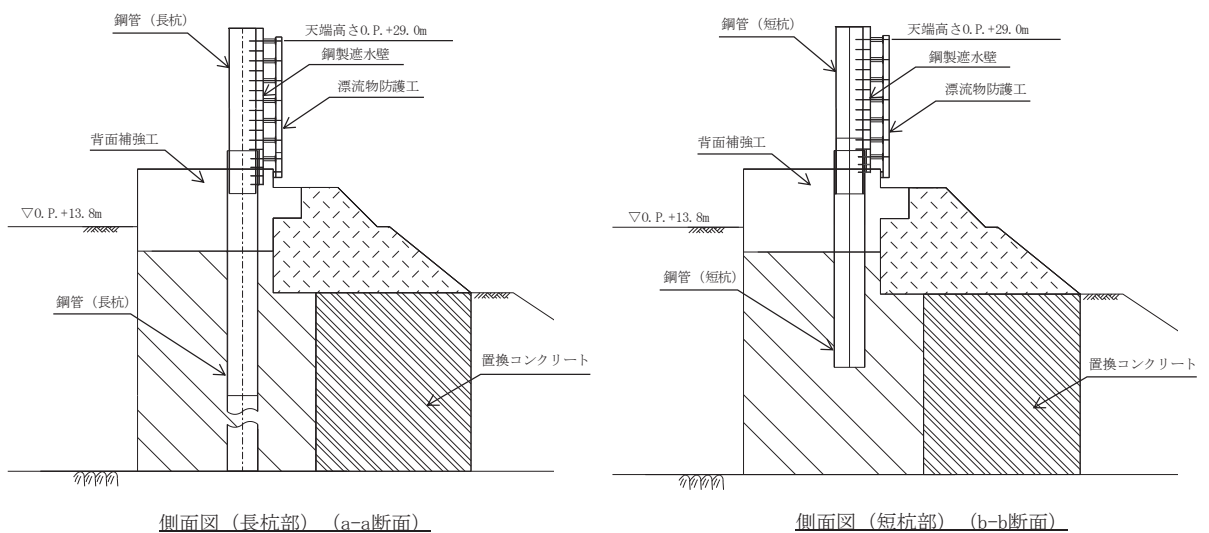 鋼管（長杭）
天端高さO.P.+29.0m
鋼製遮水壁
漂流物防護工
背面補強工
▽O.P.+13.8m
鋼管（長杭）
置換コンクリート
側面図（長杭部）（a-a断面）
鋼管（短杭）
天端高さO.P.+29.0m
鋼製遮水壁
漂流物防護工
背面補強工
▽O.P.+13.8m
鋼管（短杭）
置換コンクリート
側面図（短杭部）（b-b断面）